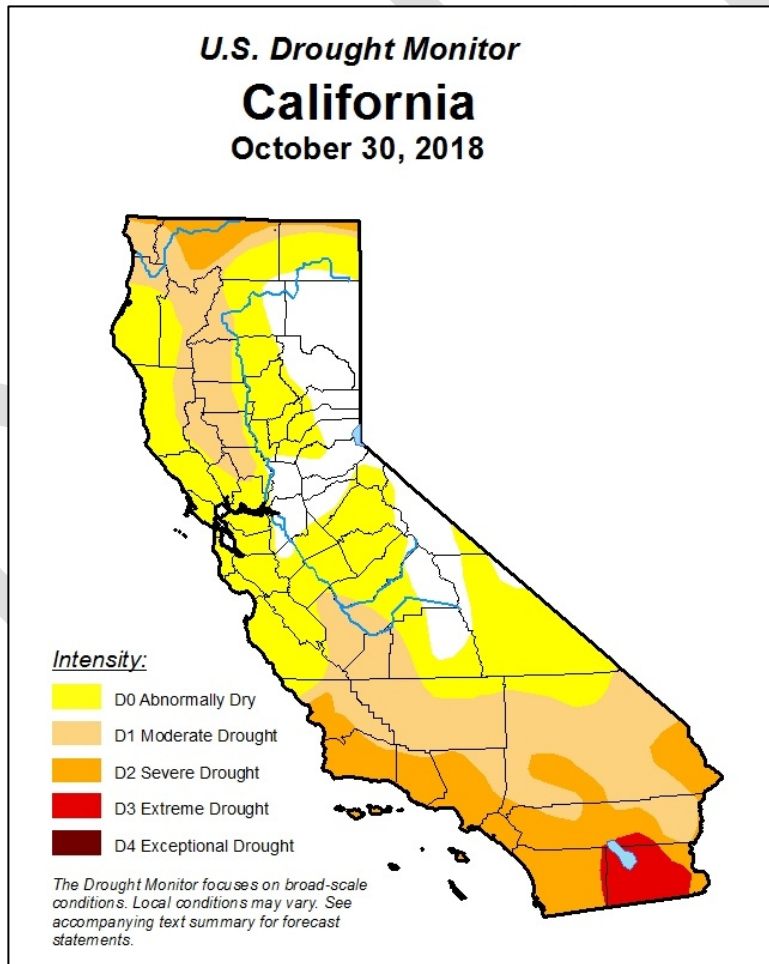 U.S. Drought Monitor
California
October 30, 2018
Intensity:
D0 Abnormally Dry
D1 Moderate Drought
D2 Severe Drought
D3 Extreme Drought
D4 Exceptional Drought
The Drought Monitor focuses on broad-scale
conditions. Local conditions may vary. See
accompanying text summary for forecast
statements.